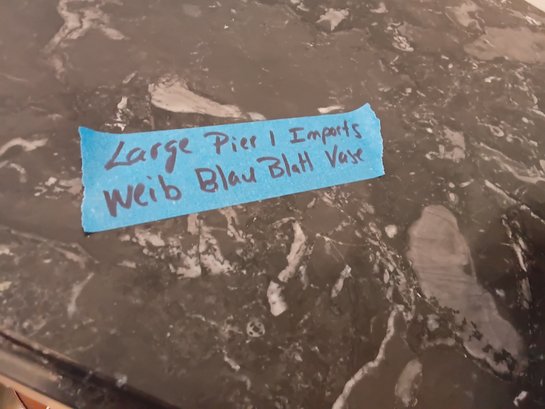 Large Pier 1 Imports
Weib Blau Blatt Vase